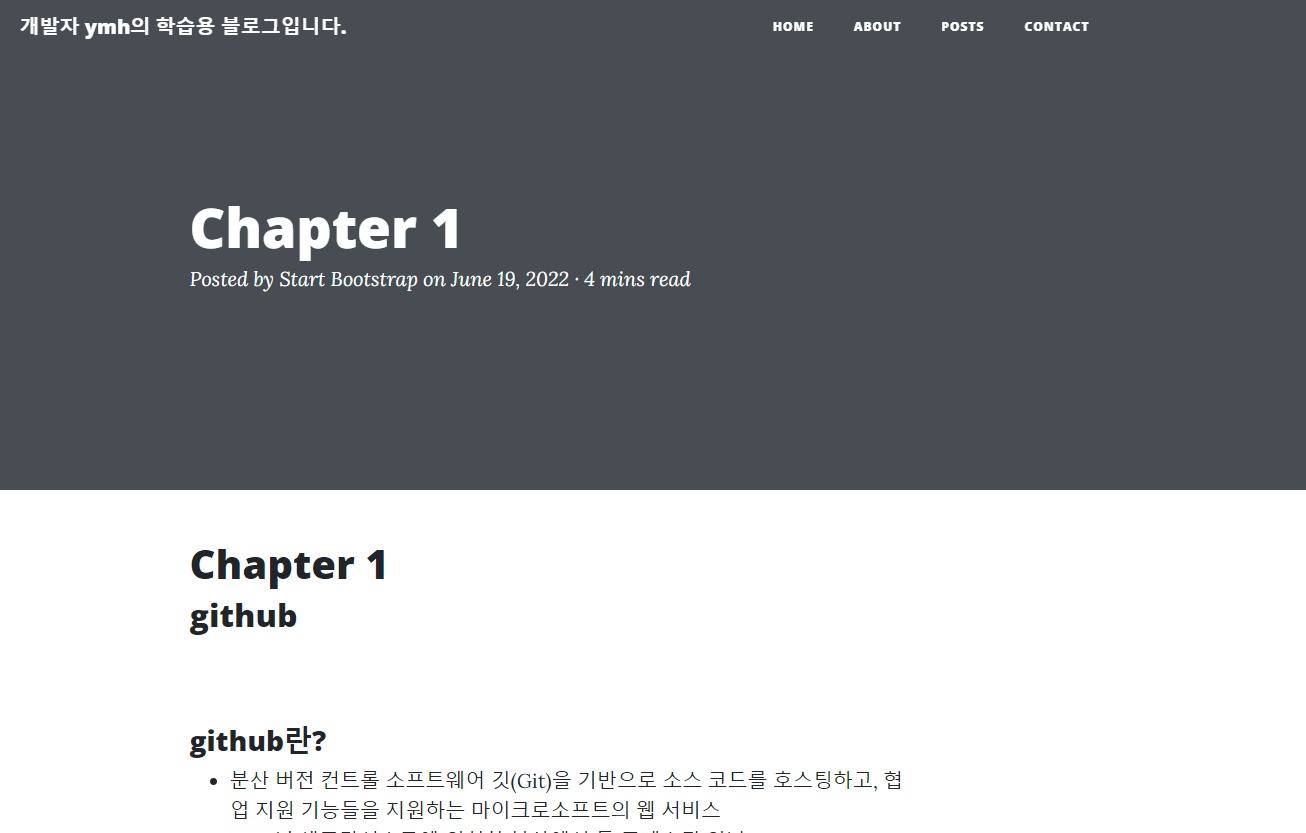 개발자 ymh의 학습용 블로그입니다.
HOME ABOUT POSTS CONTACT
Chapter 1
Posted by Start Bootstrap on June 19, 2022 · 4 mins read
Chapter 1
github
github란?
분산 버전 컨트롤 소프트웨어 깃(Git)을 기반으로 소스 코드를 호스팅하고, 협
업 지원 기능들을 지원하는 마이크로소프트의 웹 서비스